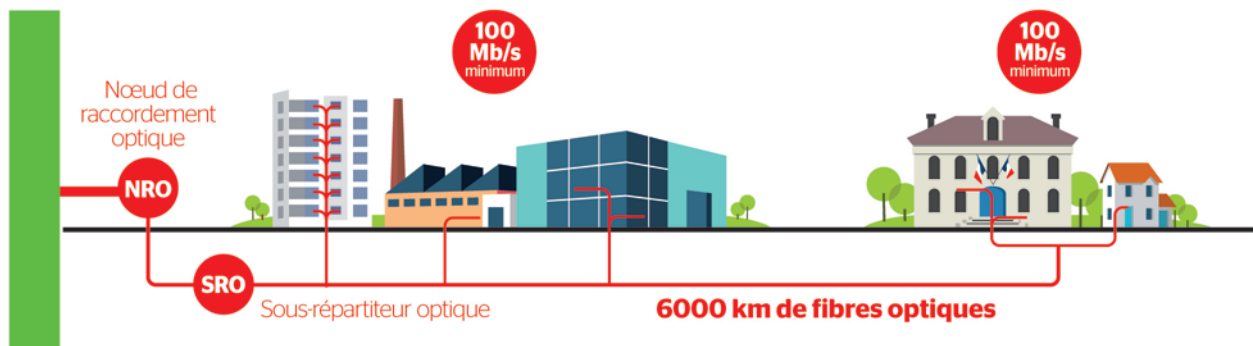 100
Mb/s
minimum
100
Mb/s
minimum
Nœud de
raccordement
optique
NRO
SRO
Sous-répartiteur optique
6000 km de fibres optiques